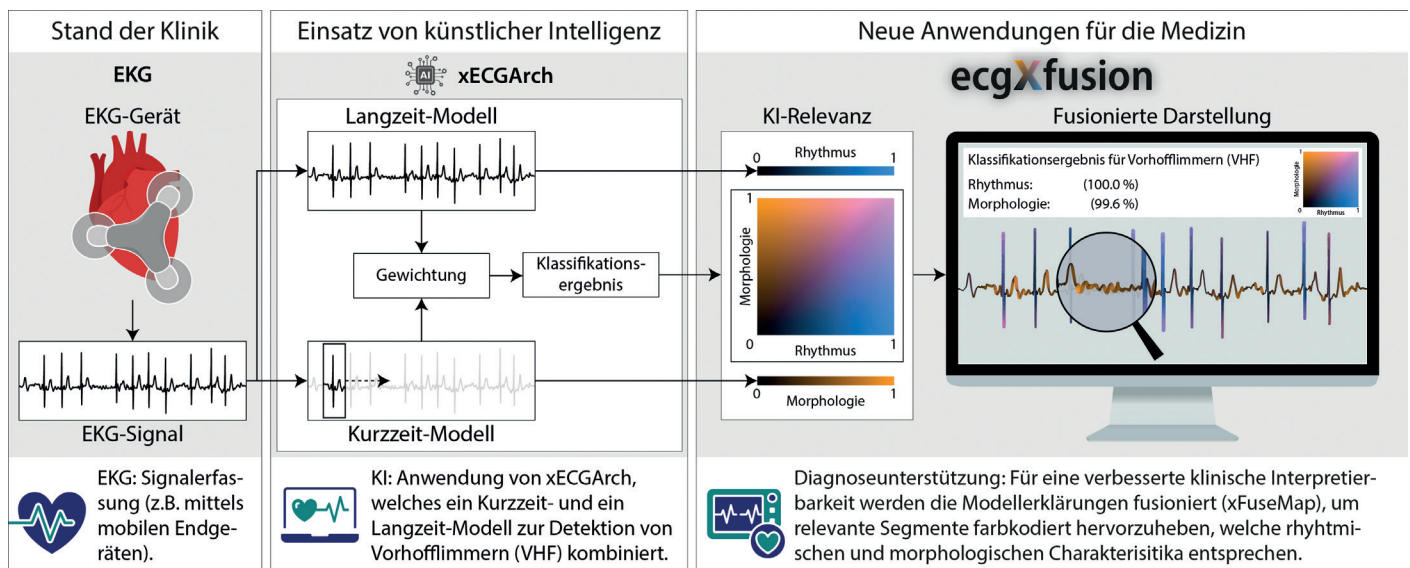 Stand der Klinik
EKG
EKG-Gerät
EKG-Signal
EKG: Signalerfas-
sung (z.B. mittels
mobilen Endge-
räten).
Einsatz von künstlicher Intelligenz
AI
xECGArch
Langzeit-Modell
Gewichtung
Klassifikations-
ergebnis
Kurzzeit-Modell
KI: Anwendung von xECGArch,
welches ein Kurzzeit- und ein
Langzeit-Modell zur Detektion von
Vorhofflimmern (VHF) kombiniert.
Neue Anwendungen für die Medizin
ecgXfusion
KI-Relevanz
Rhythmus
0 1
1
Morphologie
0 1
Rhythmus
0 1
Morphologie
Fusionierte Darstellung
Klassifikationsergebnis für Vorhofflimmern (VHF)
Rhythmus: (100.0 %)
Morphologie: (99.6 %)
1
Morphologie
0 1
Rhythmus
Diagnoseunterstützung: Für eine verbesserte klinische Interpretier-
barkeit werden die Modellerklärungen fusioniert (xFuseMap), um
relevante Segmente farbkodiert hervorzuheben, welche rhyhtmi-
schen und morphologischen Charakterisitika entsprechen.